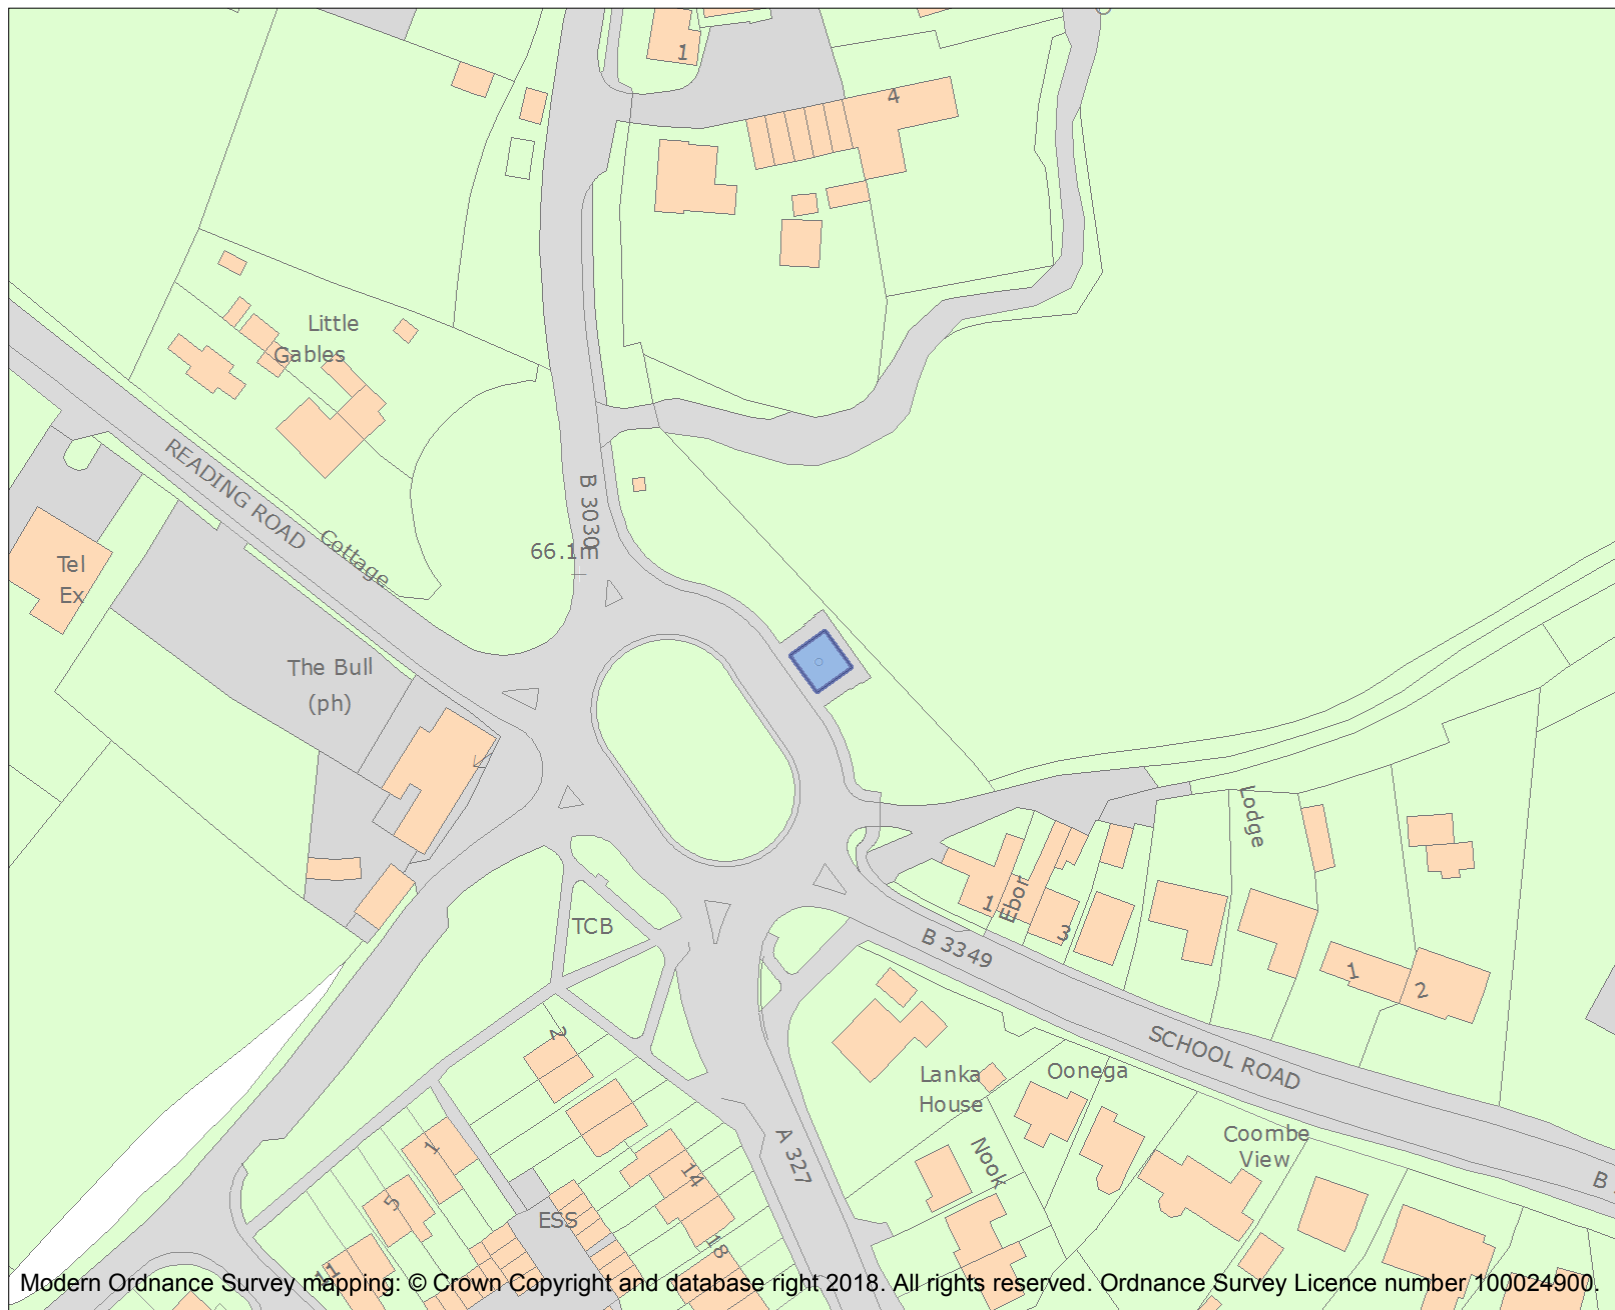 1
4
Little
Gables
READING ROAD
B 3030
66.1m
Cottage
Tel
Ex
The Bull
(ph)
Lodge
TCB
1
Ebor
3
B 3349
1
2
SCHOOL ROAD
2
Lanka
House
Oonega
Nook
Coombe
View
A 327
B
1
14
5
ESS
18
11
Modern Ordnance Survey mapping: © Crown Copyright and database right 2018. All rights reserved. Ordnance Survey Licence number 100024900.